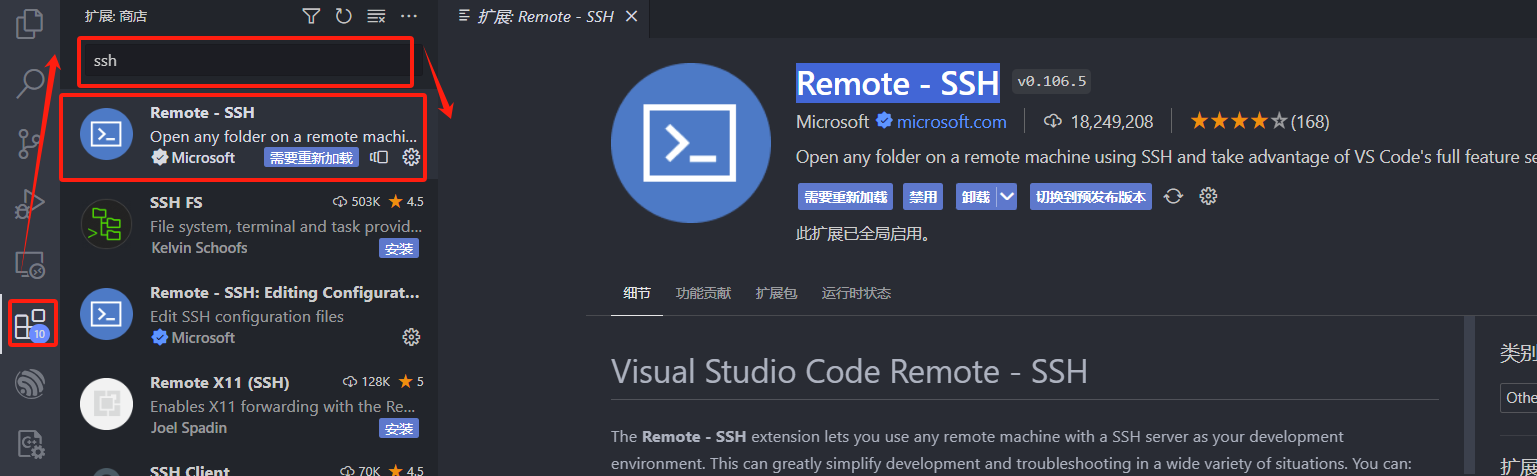 扩展: 商店
ssh
Remote - SSH
Open any folder on a remote machi...
Microsoft 需要重新加载
SSH FS 503K 4.5
File system, terminal and task provid...
Kelvin Schoofs 安装
Remote - SSH: Editing Configurat...
Edit SSH configuration files
Microsoft
Remote X11 (SSH) 128K 5
Enables X11 forwarding with the Re...
Joel Spadin 安装
SSH Client 70K 4.5
10
扩展: Remote - SSH
Remote - SSH v0.106.5
Microsoft microsoft.com 18,249,208 (168)
Open any folder on a remote machine using SSH and take advantage of VS Code's full feature se
需要重新加载 禁用 卸载 切换到预发布版本
此扩展已全局启用。
细节 功能贡献 扩展包 运行时状态
Visual Studio Code Remote - SSH
The Remote - SSH extension lets you use any remote machine with a SSH server as your development
environment. This can greatly simplify development and troubleshooting in a wide variety of situations. You can:
类别
Othe
扩展